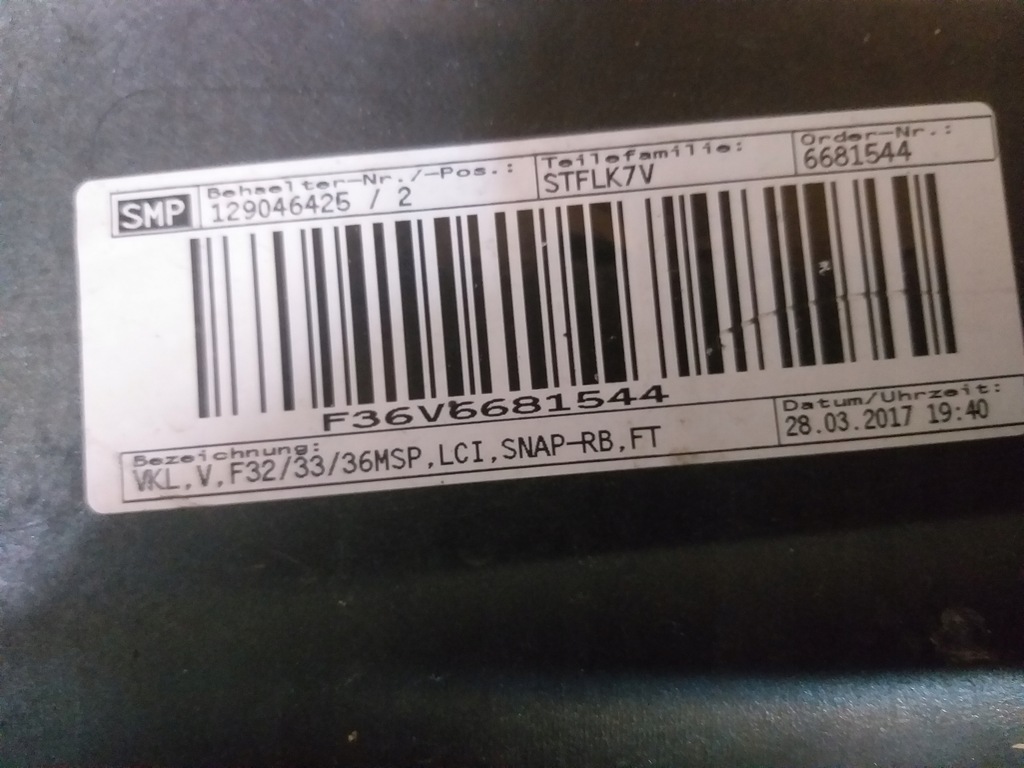 SMP
Behaelter-Nr./-Pos.:
129046425 / 2
Teilefamilie:
STFLK7V
Order-Nr.:
6681544
F36V6681544
Bezeichnung:
VKL,V,F32/33/36MSP,LCI,SNAP-RB,FT
Datum/Uhrzeit:
28.03.2017 19:40